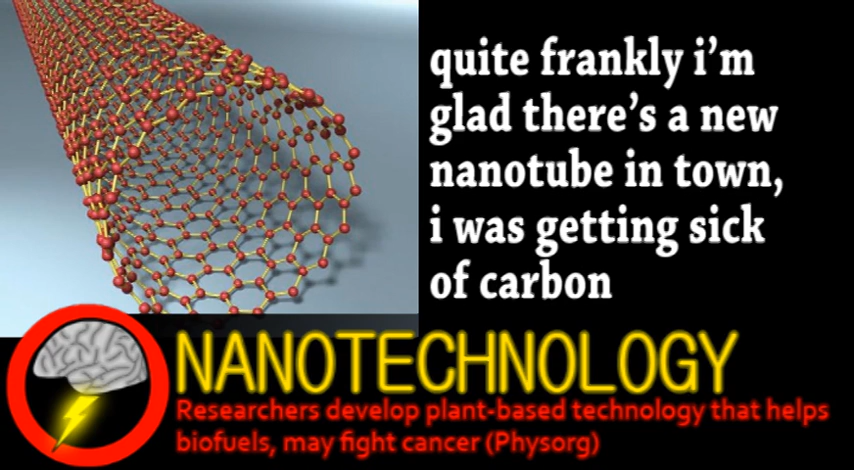 quite frankly i'm
glad there's a new
nanotube in town,
i was getting sick
of carbon
NANOTECHNOLOGY
Researchers develop plant-based technology that helps
biofuels, may fight cancer (Physorg)